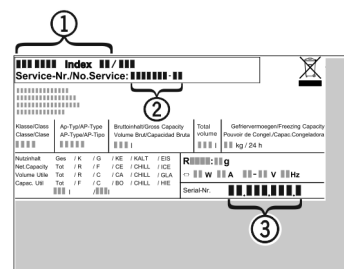 1
Index / 
Service-Nr./No.Service: -
2
Klasse/Class Ap-Typ/AP-Type Bruttoinhalt/Gross Capacity Total Gefriervermoegen/Freezing Capacity
Classe/Clase AP-Type/AP-Tipo Volume Brut/Capacidad Bruta volume Pouvoir de Congel./Capac.Congeladora
l l kg / 24 h
Nutzinhalt Ges / K / G / KE / KALT / EIS
Net.Capacity Tot / R / F / CE / CHILL / ICE
Volume Utile Tot / F / C / CA / CHILL / GLA
Capac. Util Tot / F / C / BO / CHILL / HIE
l / l
R : g
W A - V Hz
Serial-Nr. . . .
3